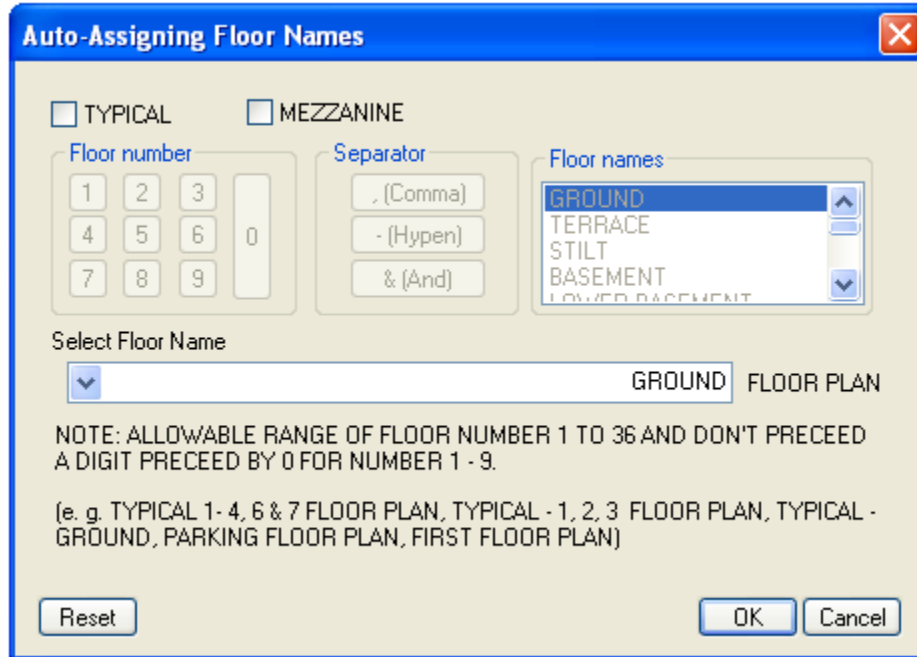 Auto-Assigning Floor Names
TYPICAL MEZZANINE
Floor number Separator Floor names
1 2 3 , (Comma) GROUND
TERRACE
4 5 6 0 - (Hypen) STILT
BASEMENT
7 8 9 & (And) LOWER BASEMENT
Select Floor Name
GROUND FLOOR PLAN
NOTE: ALLOWABLE RANGE OF FLOOR NUMBER 1 TO 36 AND DON'T PRECEED
A DIGIT PRECEED BY 0 FOR NUMBER 1 - 9.
(e. g. TYPICAL 1- 4, 6 & 7 FLOOR PLAN, TYPICAL - 1, 2, 3 FLOOR PLAN, TYPICAL -
GROUND, PARKING FLOOR PLAN, FIRST FLOOR PLAN)
Reset OK Cancel